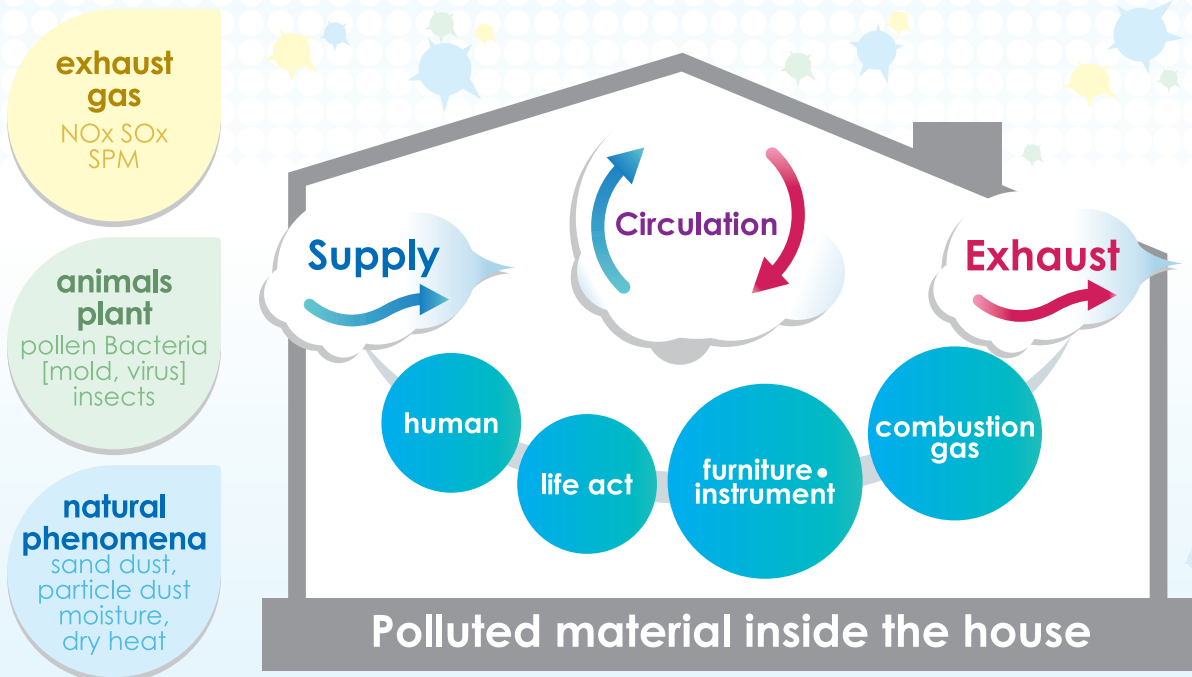 exhaust
gas
NOx SOx
SPM
animals
plant
pollen Bacteria
[mold, virus]
insects
natural
phenomena
sand dust,
particle dust
moisture,
dry heat
Supply
Circulation
Exhaust
human
life act
furniture•
instrument
combustion
gas
Polluted material inside the house